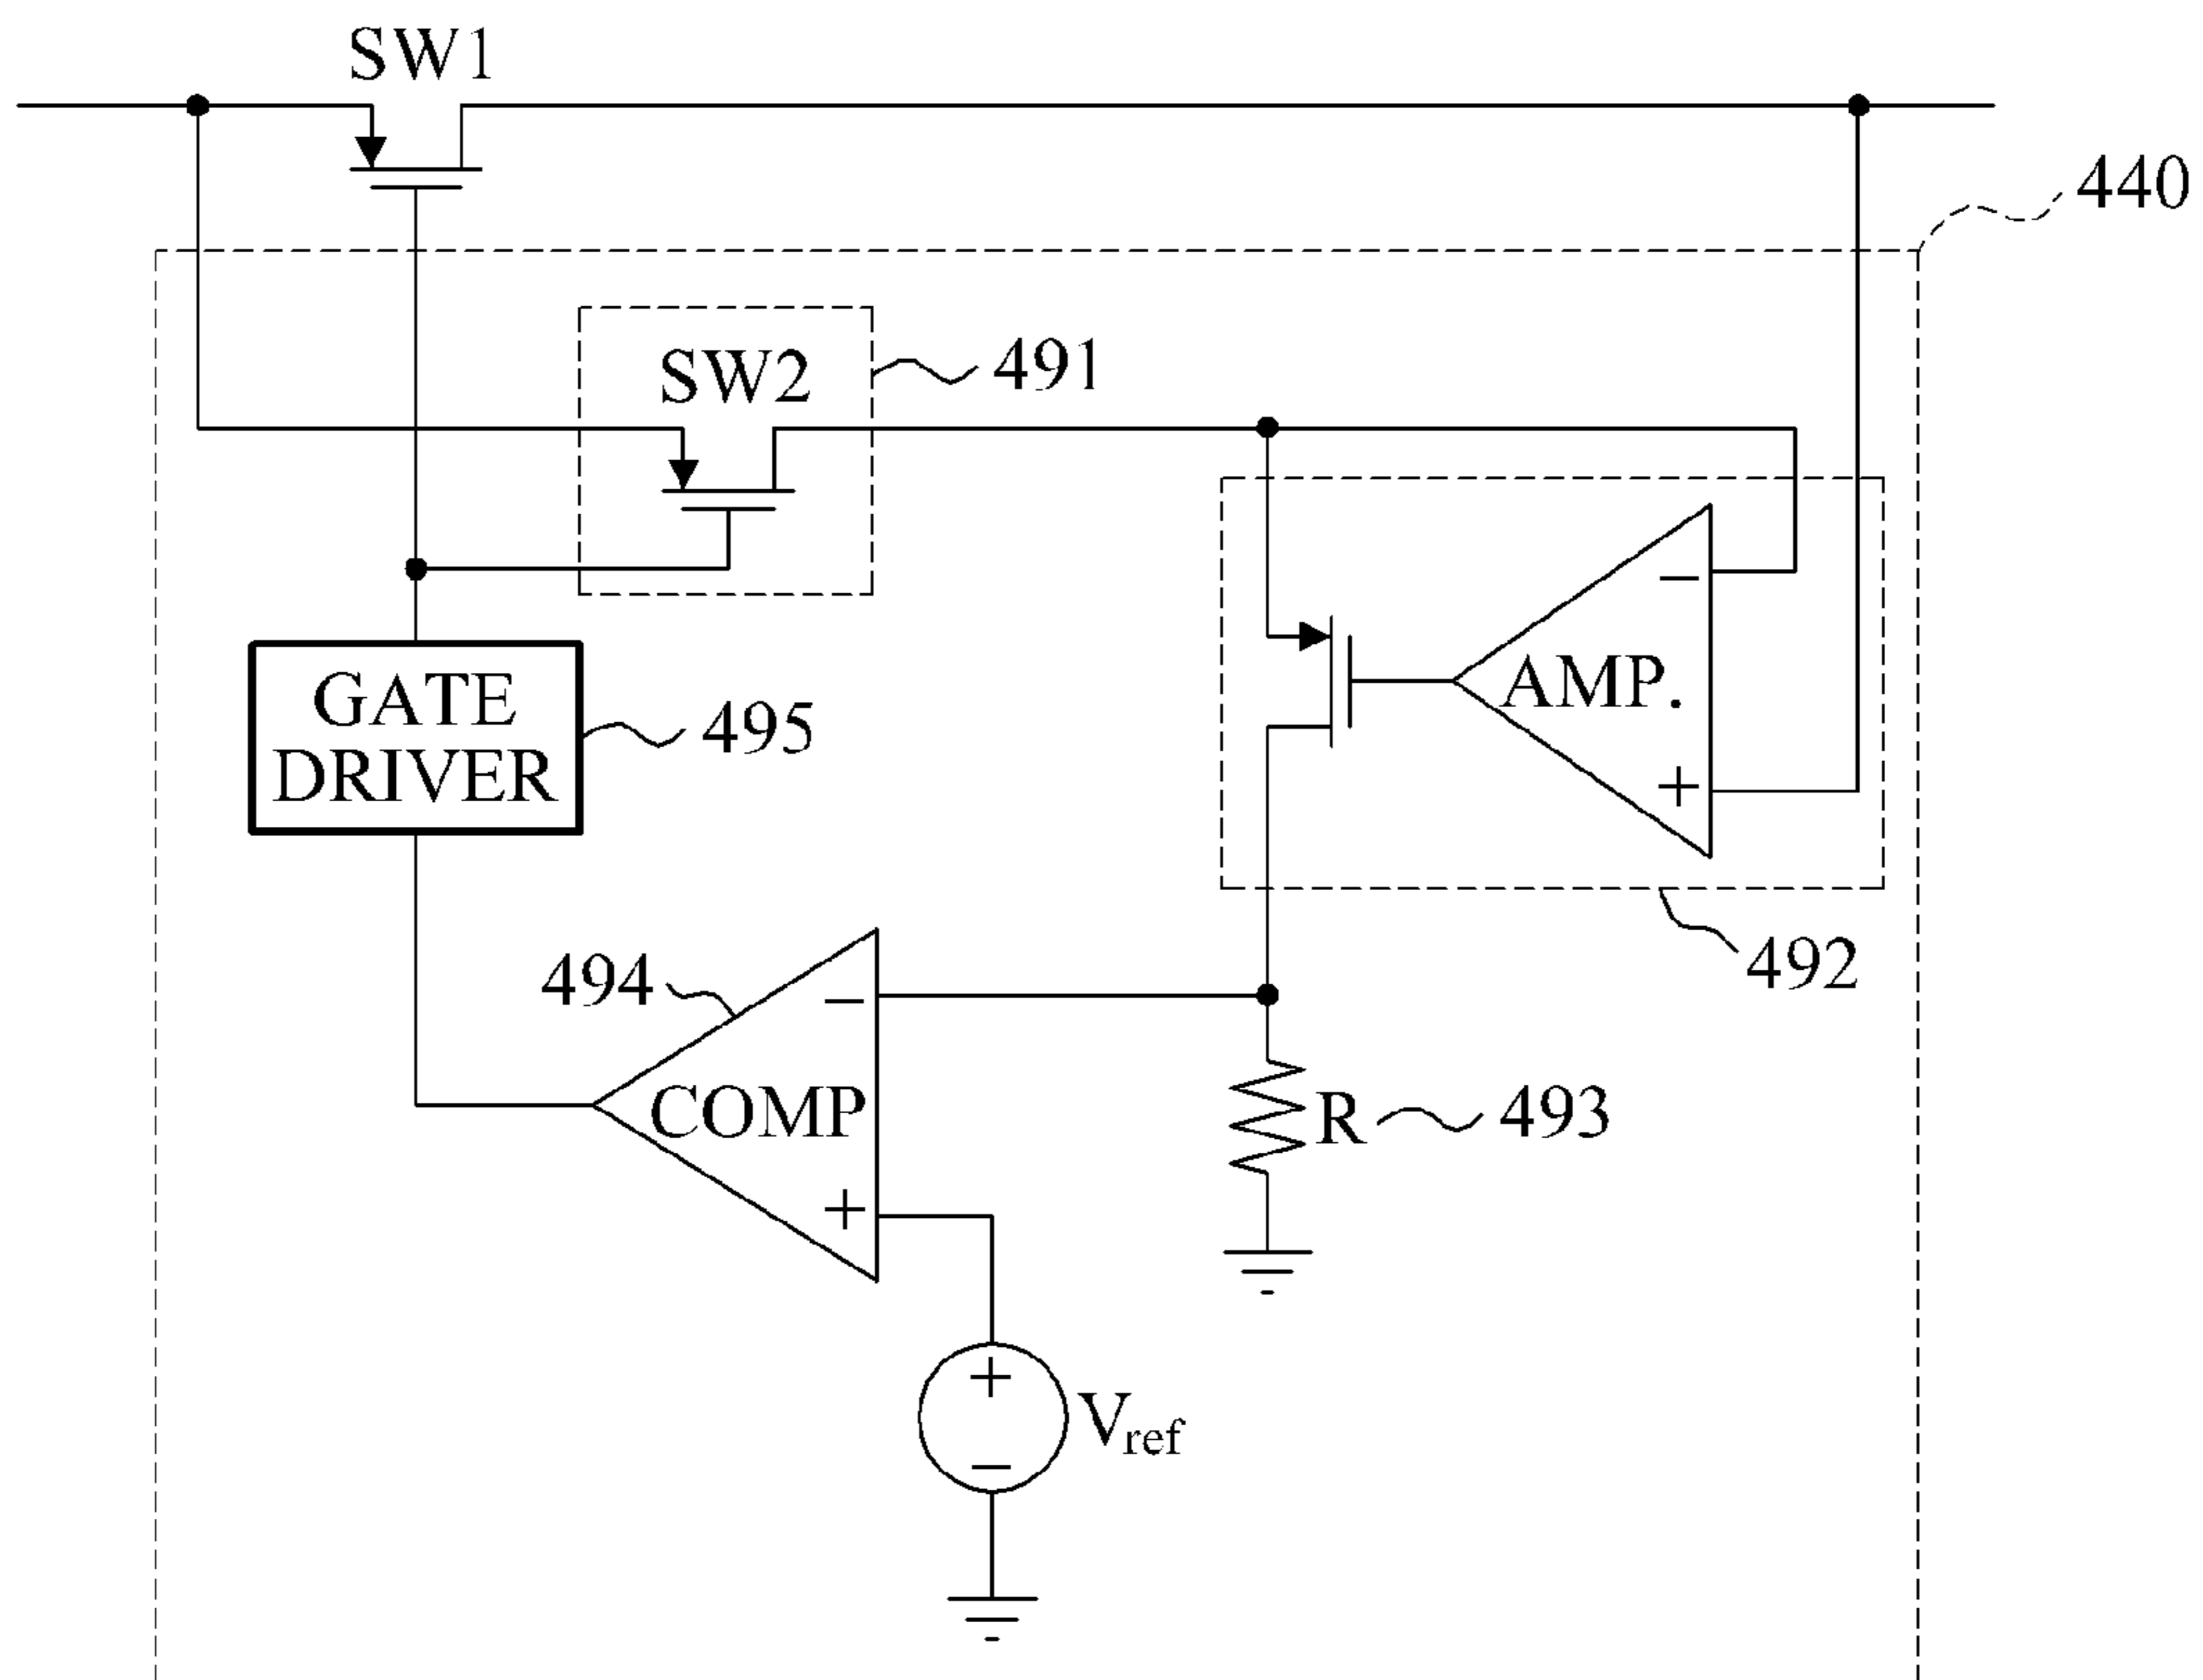 SW1
440
SW2
491
GATE
DRIVER
495
−
AMP.
+
492
494
−
COMP
+
R
493
+
−
Vref